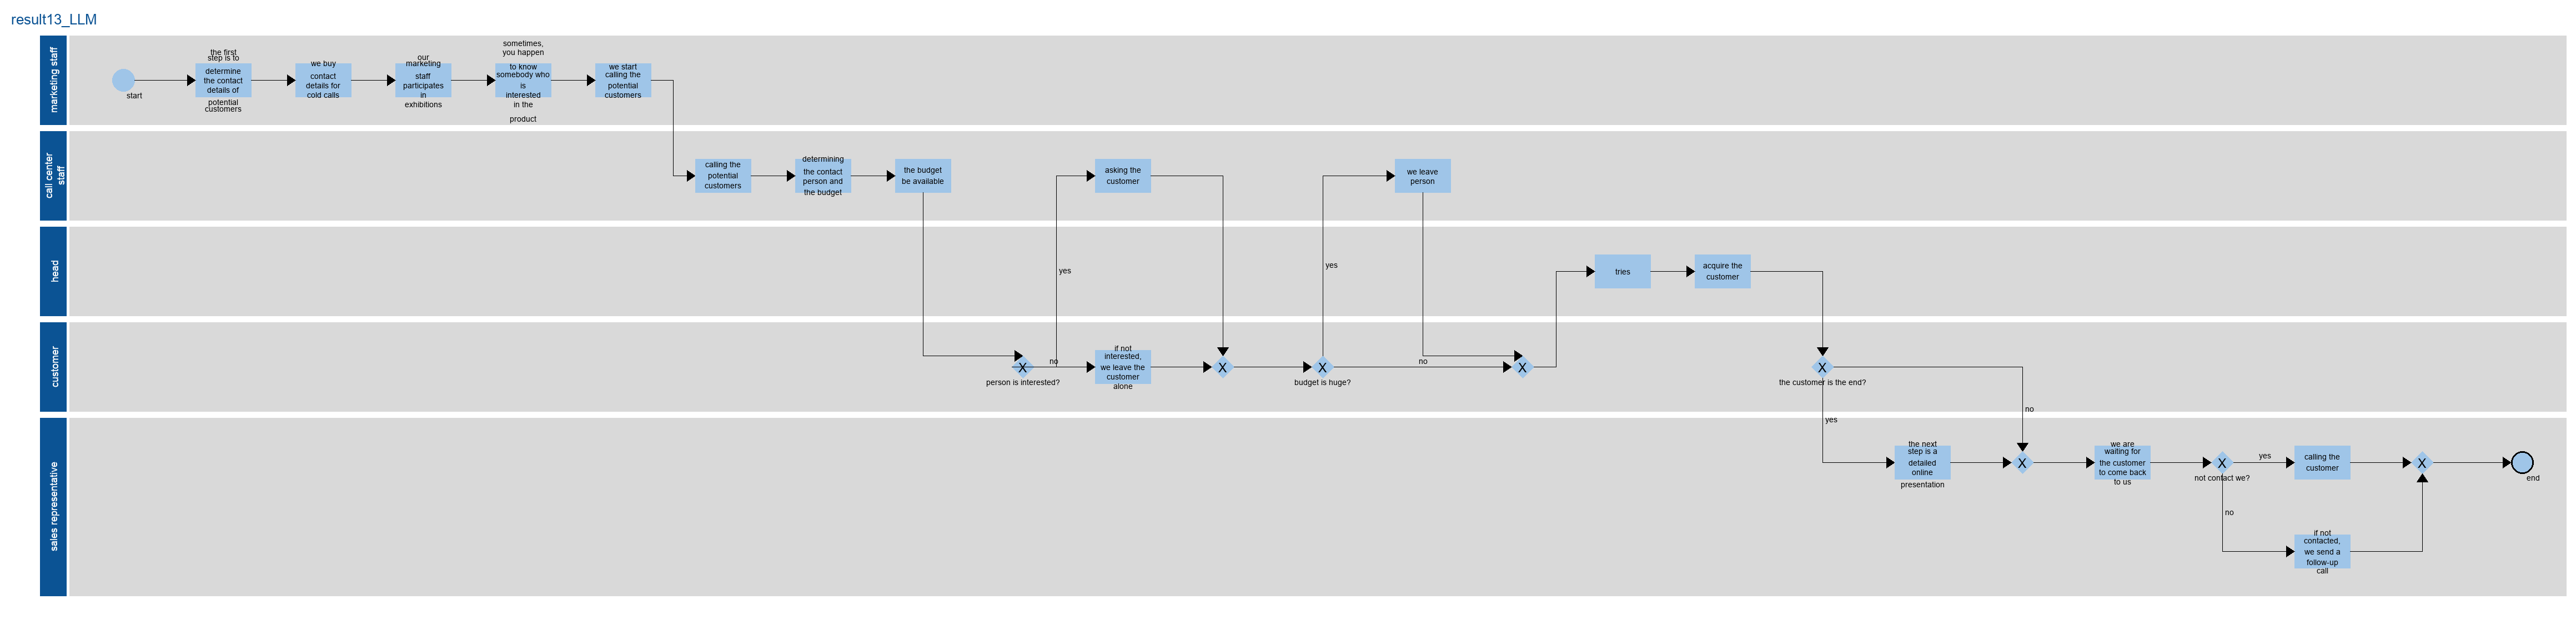 result13_LLM
marketing staff
start
the first
step is to
determine
the contact
details of
potential
customers
we buy
contact
details for
cold calls
our
marketing
staff
participates
in
exhibitions
sometimes,
you happen
to know
somebody who
is
interested
in the
product
we start
calling the
potential
customers
call center
staff
calling the
potential
customers
determining
the contact
person and
the budget
the budget
be available
asking the
customer
we leave
person
head
yes
yes
tries
acquire the
customer
customer
X
person is interested?
no
if not
interested,
we leave the
customer
alone
X
X
budget is huge?
no
X
X
the customer is the end?
no
yes
sales representative
the next
step is a
detailed
online
presentation
X
we are
waiting for
the customer
to come back
to us
X
not contact we?
yes
calling the
customer
X
end
no
if not
contacted,
we send a
follow-up
call